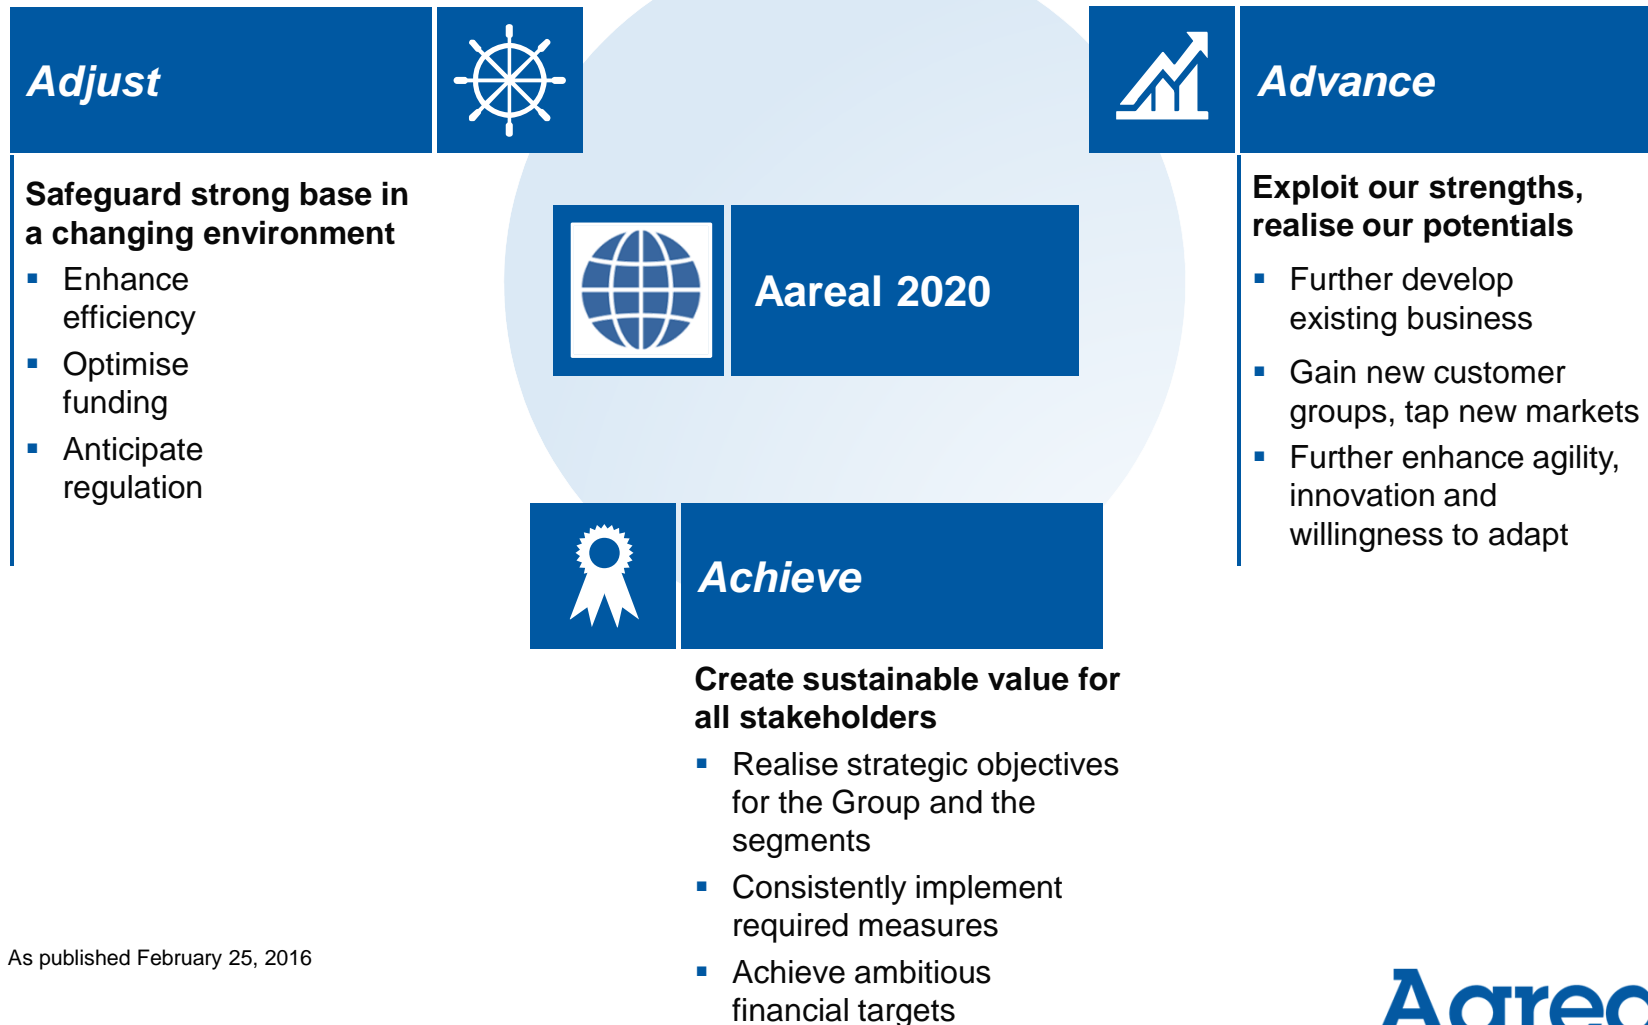 Adjust
Safeguard strong base in
a changing environment
▪ Enhance
efficiency
▪ Optimise
funding
▪ Anticipate
regulation
Aareal 2020
Advance
Exploit our strengths,
realise our potentials
▪ Further develop
existing business
▪ Gain new customer
groups, tap new markets
▪ Further enhance agility,
innovation and
willingness to adapt
Achieve
Create sustainable value for
all stakeholders
▪ Realise strategic objectives
for the Group and the
segments
▪ Consistently implement
required measures
▪ Achieve ambitious
financial targets
As published February 25, 2016